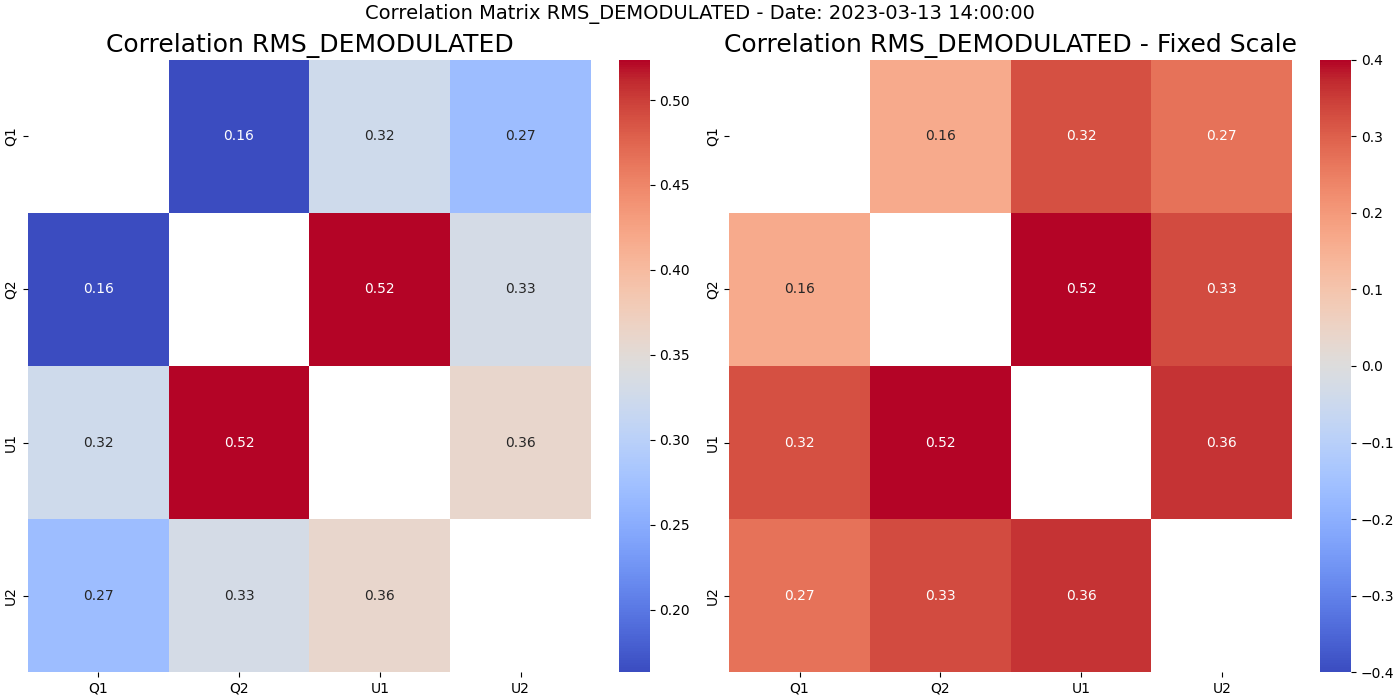 Correlation Matrix RMS_DEMODULATED - Date: 2023-03-13 14:00:00
Correlation RMS_DEMODULATED
Q1
0.16
0.32
0.27
Q2
0.16
0.52
0.33
U1
0.32
0.52
0.36
U2
0.27
0.33
0.36
Q1
Q2
U1
U2
0.50
0.45
0.40
0.35
0.30
0.25
0.20
Correlation RMS_DEMODULATED - Fixed Scale
Q1
0.16
0.32
0.27
Q2
0.16
0.52
0.33
U1
0.32
0.52
0.36
U2
0.27
0.33
0.36
Q1
Q2
U1
U2
0.4
0.3
0.2
0.1
0.0
−0.1
−0.2
−0.3
−0.4